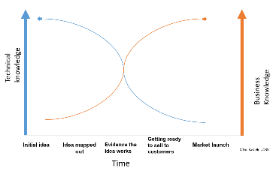 Technical
knowledge
Business
Knowledge
Initial idea
Idea mapped
out
Evidence the
idea works
Getting ready
to sell to
customers
Market launch
Time